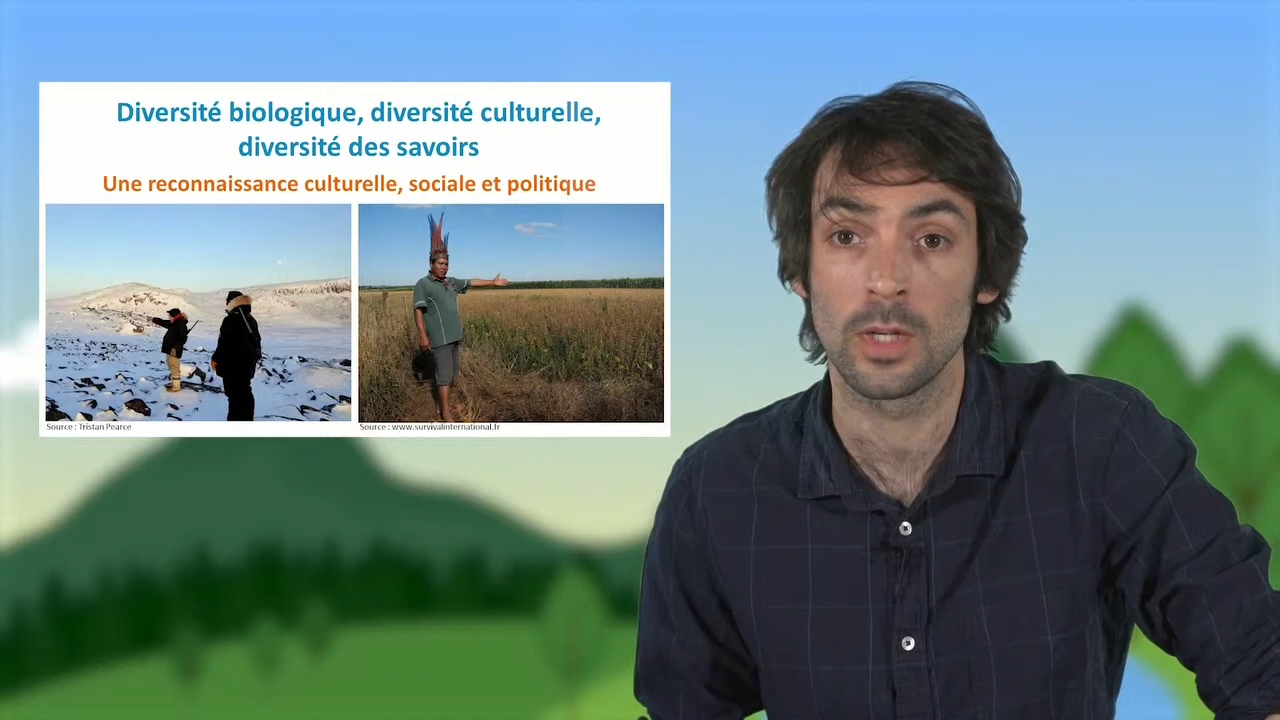 Diversité biologique, diversité culturelle,
diversité des savoirs
Une reconnaissance culturelle, sociale et politique
Source : Tristan Pearce
Source : www.survivalinternational.fr